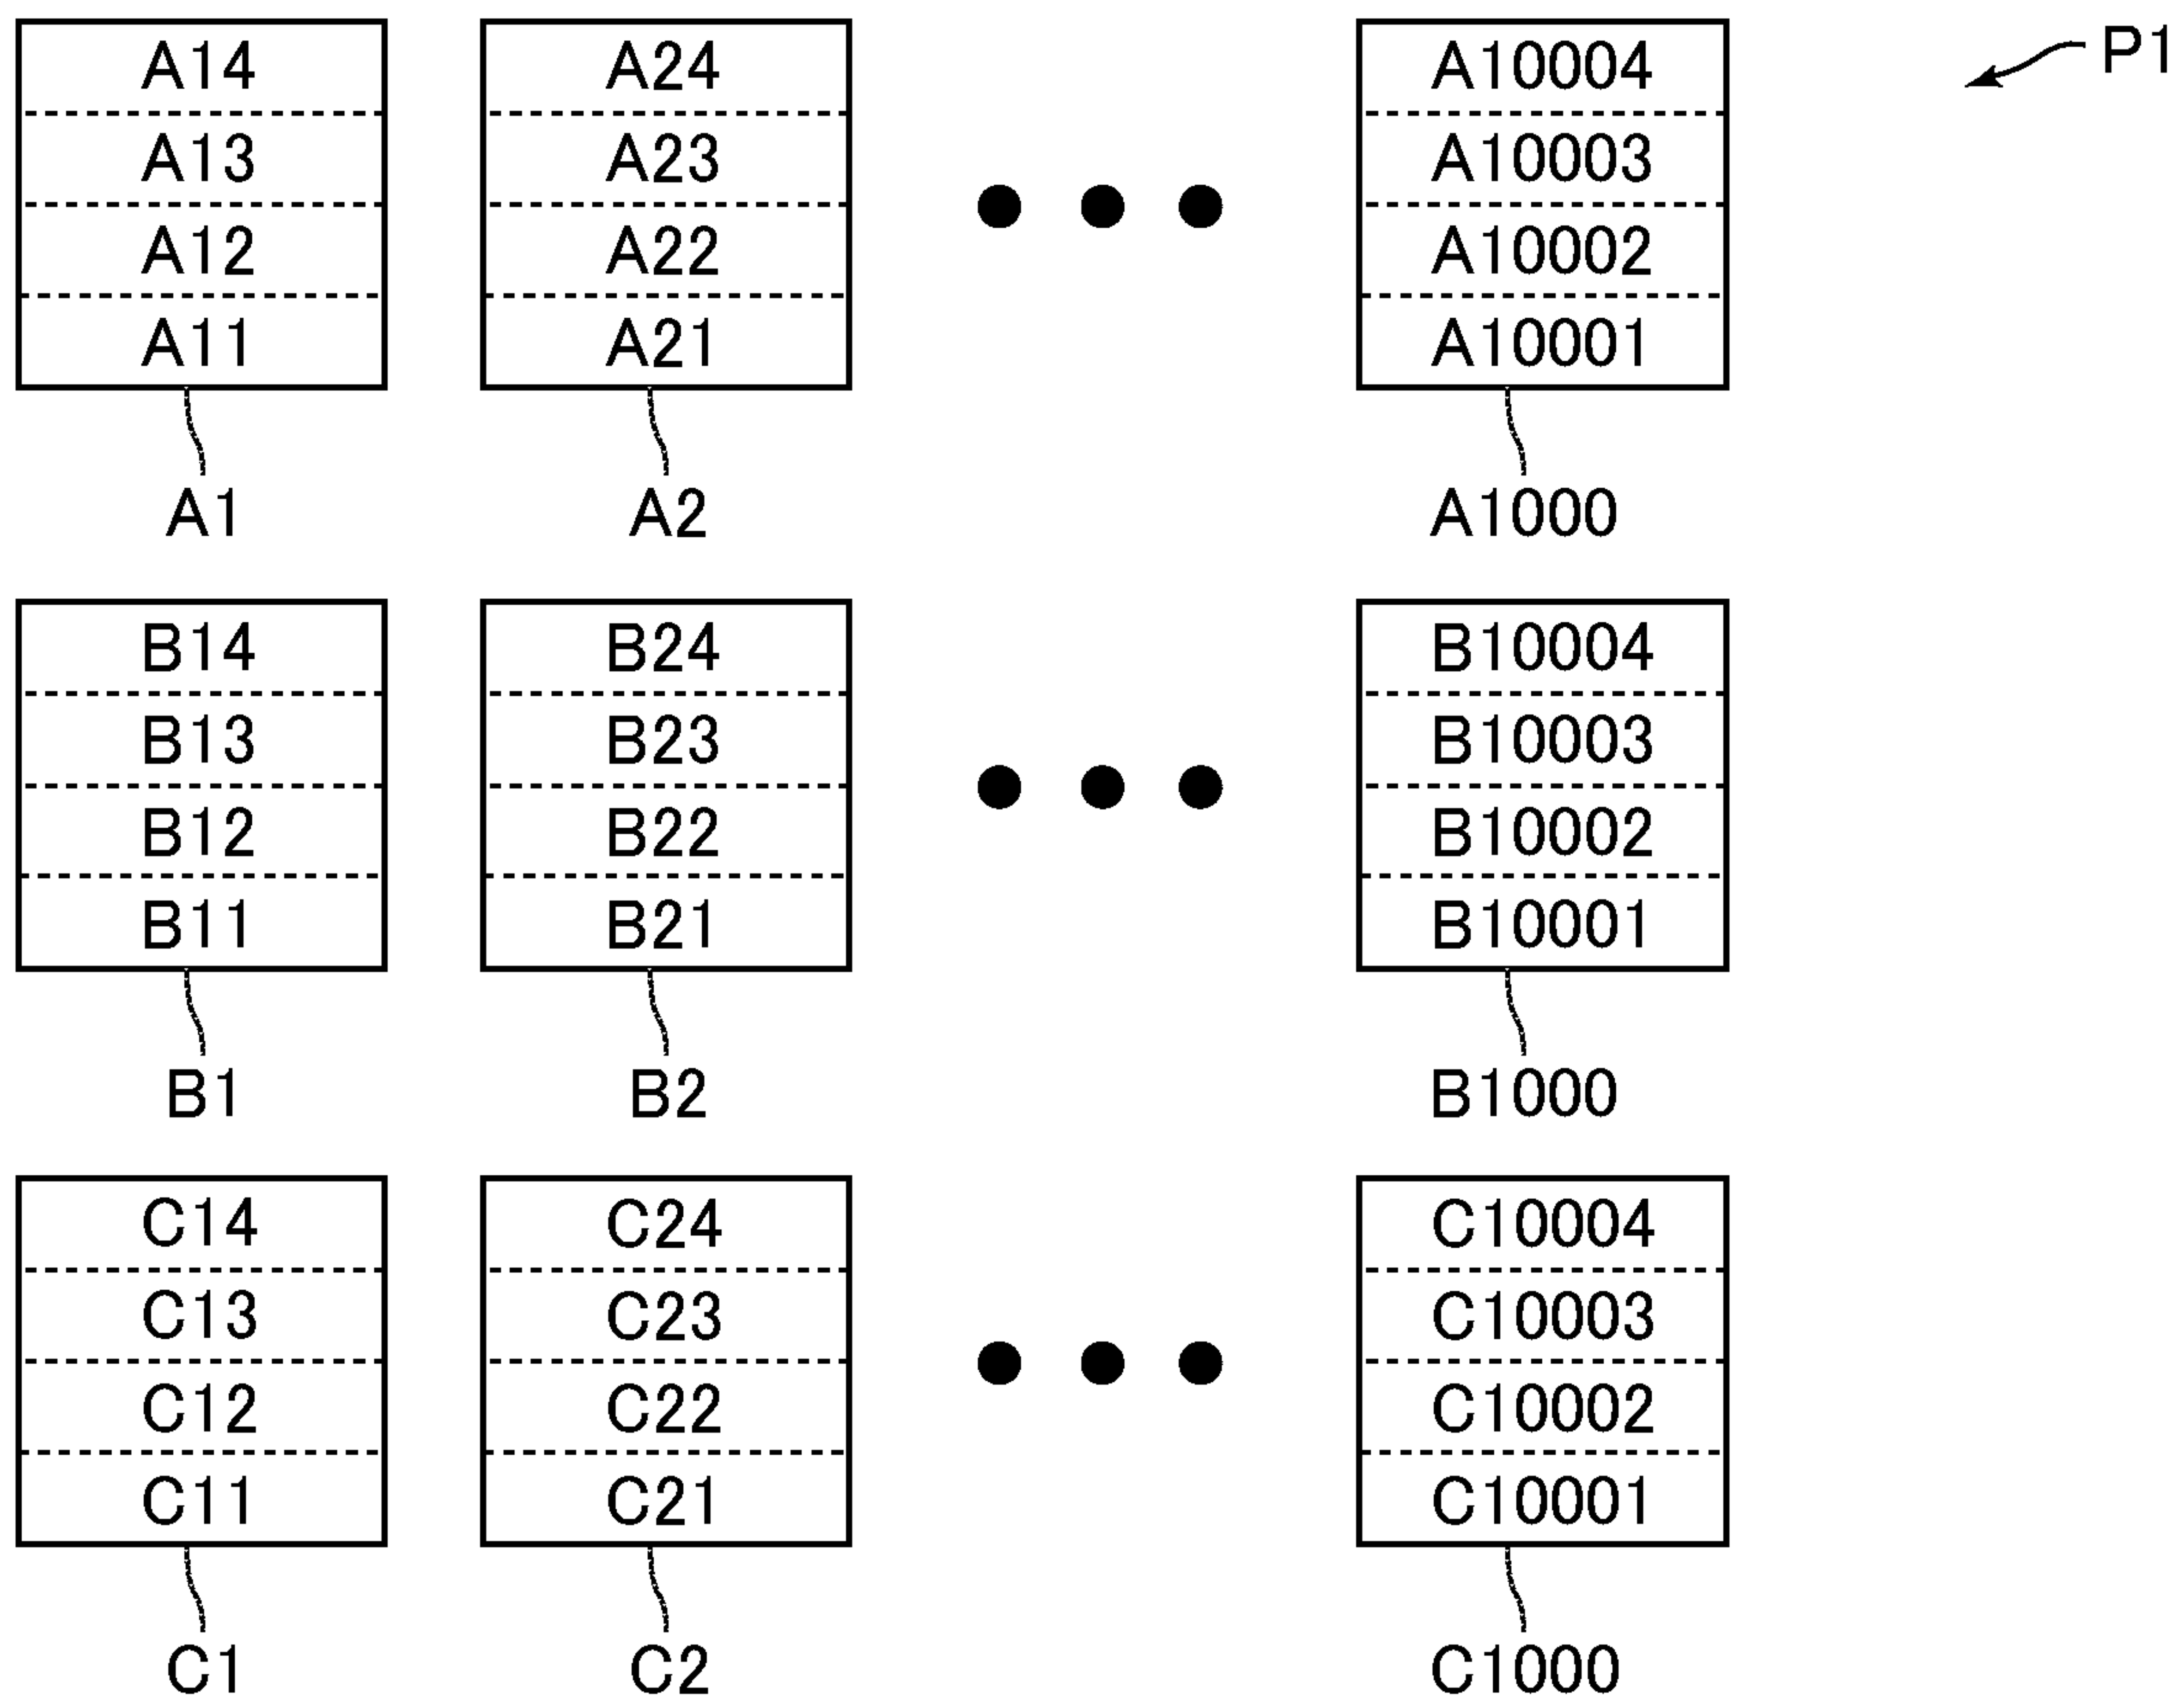 A14 A24 A10004 P1
A13 A23 A10003
A12 A22 A10002
A11 A21 A10001
A1 A2 A1000
B14 B24 B10004
B13 B23 B10003
B12 B22 B10002
B11 B21 B10001
B1 B2 B1000
C14 C24 C10004
C13 C23 C10003
C12 C22 C10002
C11 C21 C10001
C1 C2 C1000